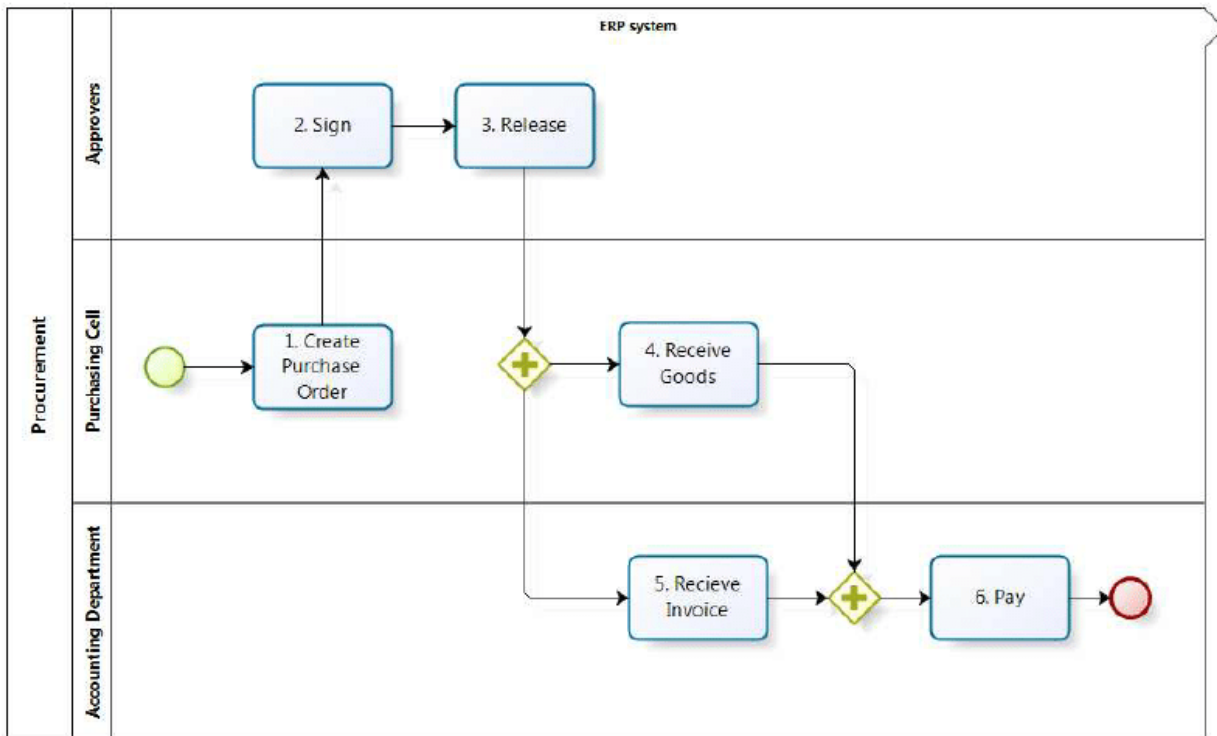 ERP system
Procurement
Approvers
2. Sign
3. Release
Purchasing Cell
1. Create
Purchase
Order
4. Receive
Goods
Accounting Department
5. Recieve
Invoice
6. Pay